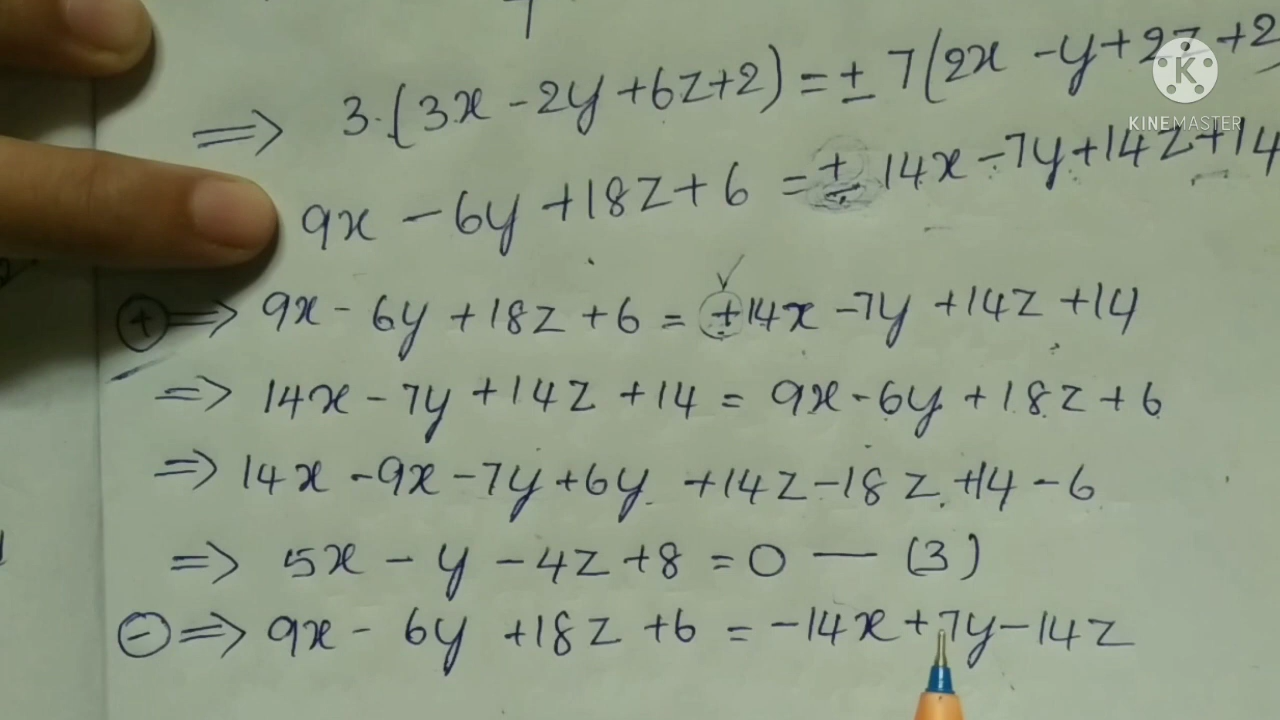 ⇒ 3.(3x - 2y + 6z + 2) = ± 7(2x - y + 2z + 2
K
KINEMASTER
9x - 6y + 18z + 6 = ± 14x - 7y + 14z + 14
(+) ⇒ 9x - 6y + 18z + 6 = +14x - 7y + 14z + 14
⇒ 14x - 7y + 14z + 14 = 9x - 6y + 18z + 6
⇒ 14x - 9x - 7y + 6y + 14z - 18z + 14 - 6
⇒ 5x - y - 4z + 8 = 0 — (3)
(-) ⇒ 9x - 6y + 18z + 6 = -14x + 7y - 14z